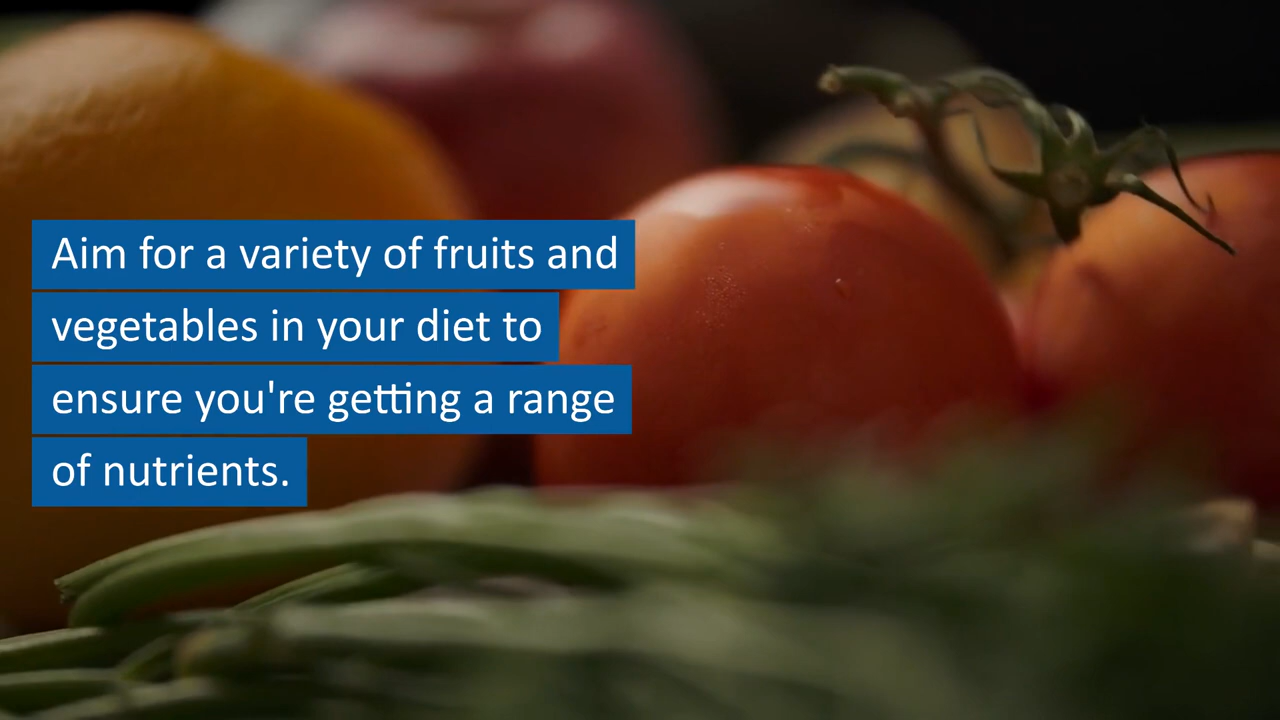 Aim for a variety of fruits and
vegetables in your diet to
ensure you're getting a range
of nutrients.